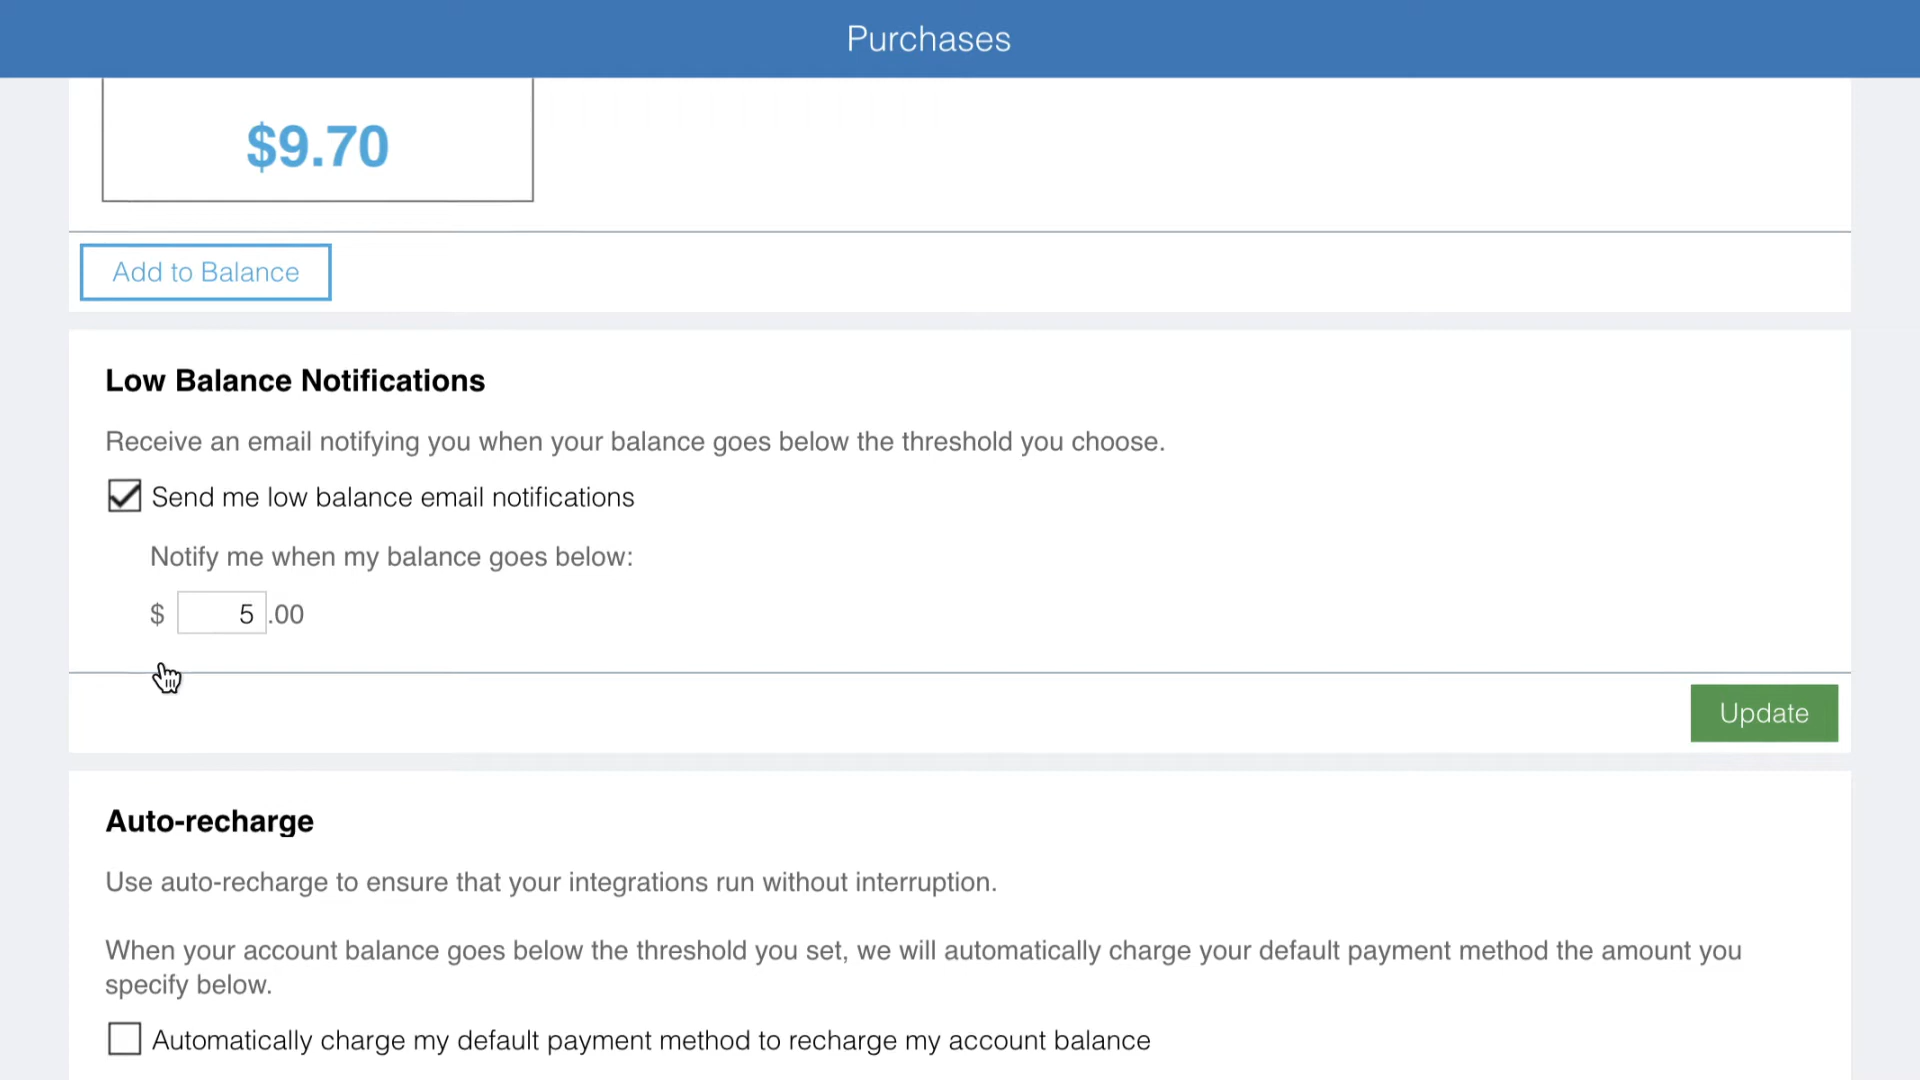 Purchases
$9.70
Add to Balance
Low Balance Notifications
Receive an email notifying you when your balance goes below the threshold you choose.
Send me low balance email notifications
Notify me when my balance goes below:
$ 5 .00
Update
Auto-recharge
Use auto-recharge to ensure that your integrations run without interruption.
When your account balance goes below the threshold you set, we will automatically charge your default payment method the amount you
specify below.
Automatically charge my default payment method to recharge my account balance